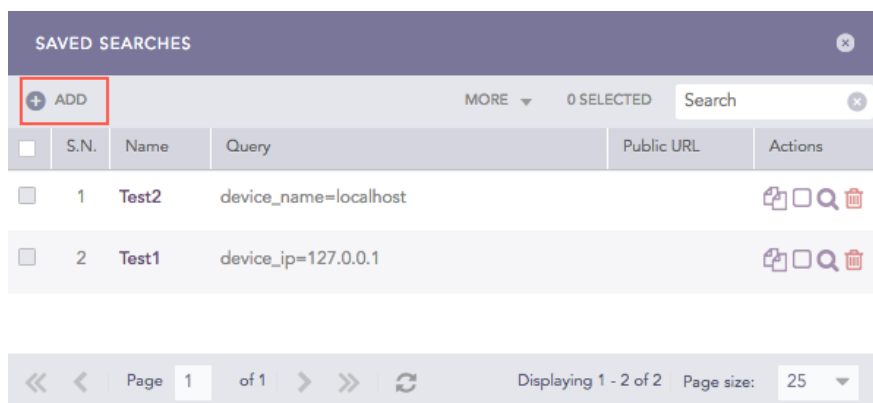 SAVED SEARCHES
ADD MORE 0 SELECTED Search
S.N. Name Query Public URL Actions
1 Test2 device_name=localhost
2 Test1 device_ip=127.0.0.1
Page 1 of 1 Displaying 1 - 2 of 2 Page size: 25